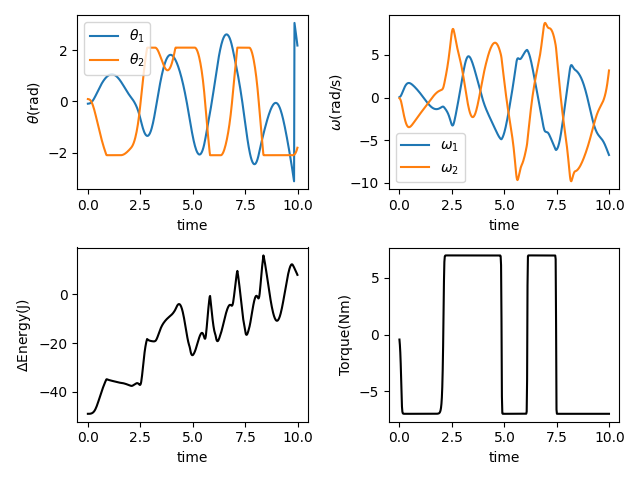 θ(rad)
2
0
−2
θ₁
θ₂
0.0 2.5 5.0 7.5 10.0
time
ω(rad/s)
5
0
−5
−10
ω₁
ω₂
0.0 2.5 5.0 7.5 10.0
time
ΔEnergy(J)
0
−20
−40
0.0 2.5 5.0 7.5 10.0
time
Torque(Nm)
5
0
−5
0.0 2.5 5.0 7.5 10.0
time